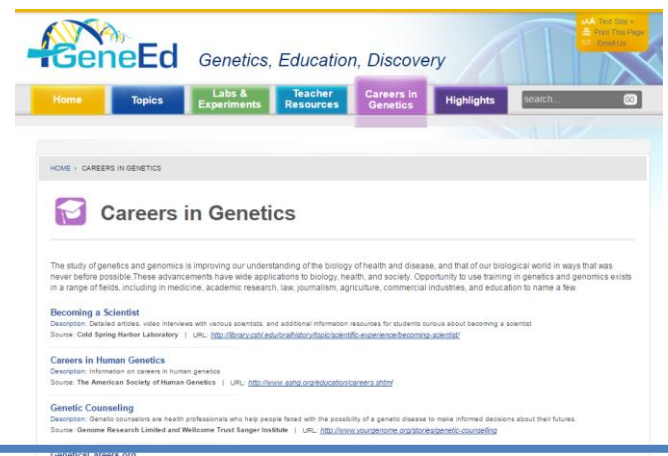 AAA Text Size +
Print This Page
Email Us
GeneEd Genetics, Education, Discovery
Home Topics Labs & Experiments Teacher Resources Careers in Genetics Highlights search... GO
HOME › CAREERS IN GENETICS
Careers in Genetics
The study of genetics and genomics is improving our understanding of the biology of health and disease, and that of our biological world in ways that was
never before possible.These advancements have wide applications to biology, health, and society. Opportunity to use training in genetics and genomics exists
in a range of fields, including in medicine, academic research, law, journalism, agriculture, commercial industries, and education to name a few.
Becoming a Scientist
Description: Detailed articles, video interviews with various scientists, and additional information resources for students curious about becoming a scientist
Source: Cold Spring Harbor Laboratory | URL: http://library.cshl.edu/oralhistory/topic/scientific-experience/becoming-scientist/
Careers in Human Genetics
Description: Information on careers in human genetics
Source: The American Society of Human Genetics | URL: http://www.ashg.org/education/careers.shtml
Genetic Counseling
Description: Genetic counselors are health professionals who help people faced with the possibility of a genetic disease to make informed decisions about their futures.
Source: Genome Research Limited and Wellcome Trust Sanger Institute | URL: http://www.yourgenome.org/stories/genetic-counselling
GeneticsCareers.org